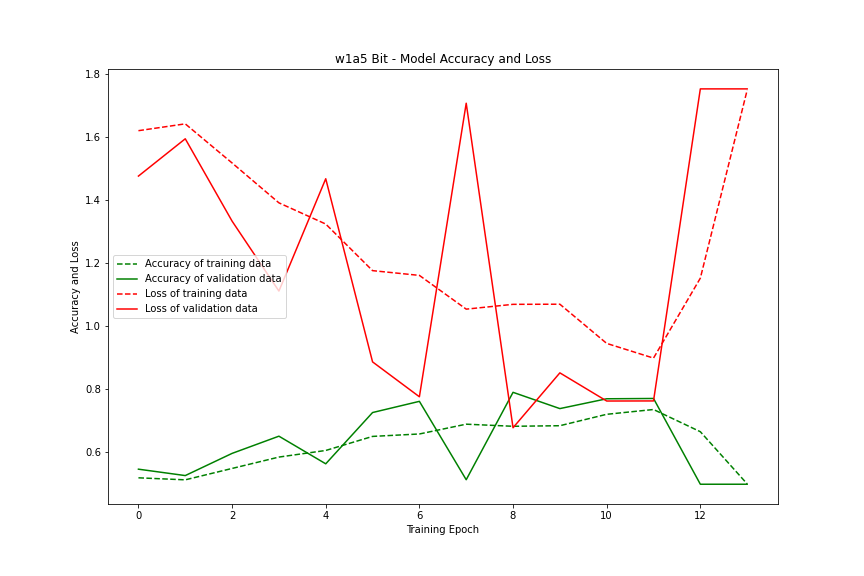 w1a5 Bit - Model Accuracy and Loss
1.8
1.6
1.4
1.2
1.0
0.8
0.6
Accuracy and Loss
Accuracy of training data
Accuracy of validation data
Loss of training data
Loss of validation data
0 2 4 6 8 10 12
Training Epoch